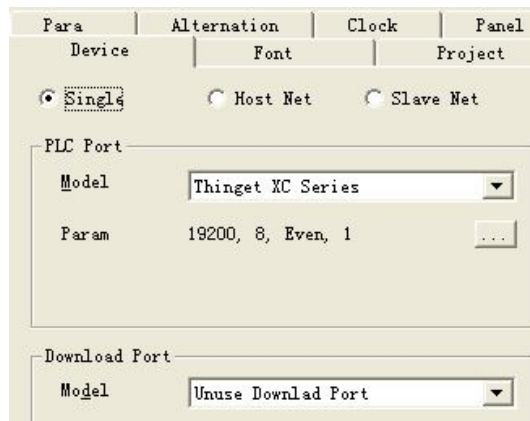 Para Alternation Clock Panel
Device Font Project
Single Host Net Slave Net
PLC Port
Model Thinget XC Series
Param 19200, 8, Even, 1 ...
Download Port
Model Unuse Downlad Port